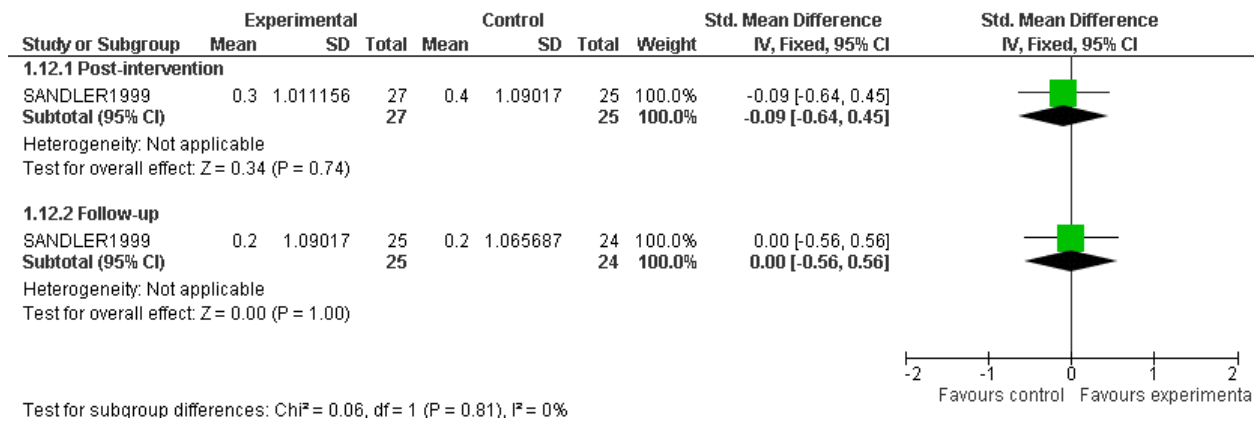 Experimental Control Std. Mean Difference Std. Mean Difference
Study or Subgroup Mean SD Total Mean SD Total Weight IV, Fixed, 95% CI IV, Fixed, 95% CI
1.12.1 Post-intervention
SANDLER1999 0.3 1.011156 27 0.4 1.09017 25 100.0% -0.09 [-0.64, 0.45]
Subtotal (95% CI) 27 25 100.0% -0.09 [-0.64, 0.45]
Heterogeneity: Not applicable
Test for overall effect: Z = 0.34 (P = 0.74)
1.12.2 Follow-up
SANDLER1999 0.2 1.09017 25 0.2 1.065687 24 100.0% 0.00 [-0.56, 0.56]
Subtotal (95% CI) 25 24 100.0% 0.00 [-0.56, 0.56]
Heterogeneity: Not applicable
Test for overall effect: Z = 0.00 (P = 1.00)
-2 -1 0 1 2
Favours control Favours experimenta
Test for subgroup differences: Chi² = 0.06, df = 1 (P = 0.81), I² = 0%